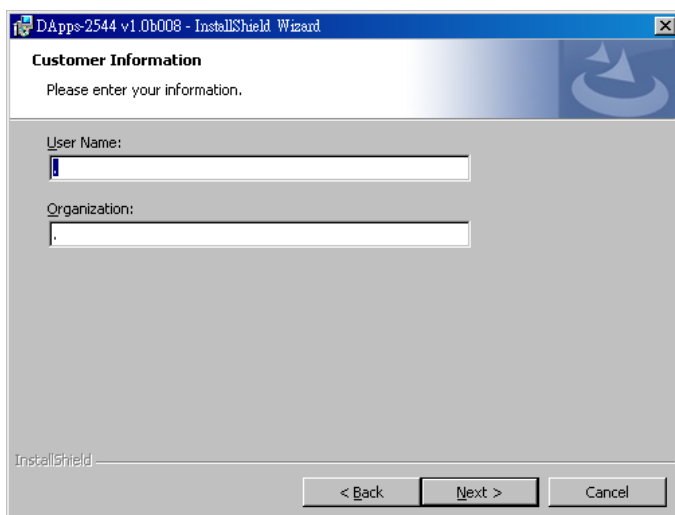 DApps-2544 v1.0b008 - InstallShield Wizard
Customer Information
Please enter your information.
User Name:
.
Organization:
.
InstallShield
< Back Next > Cancel